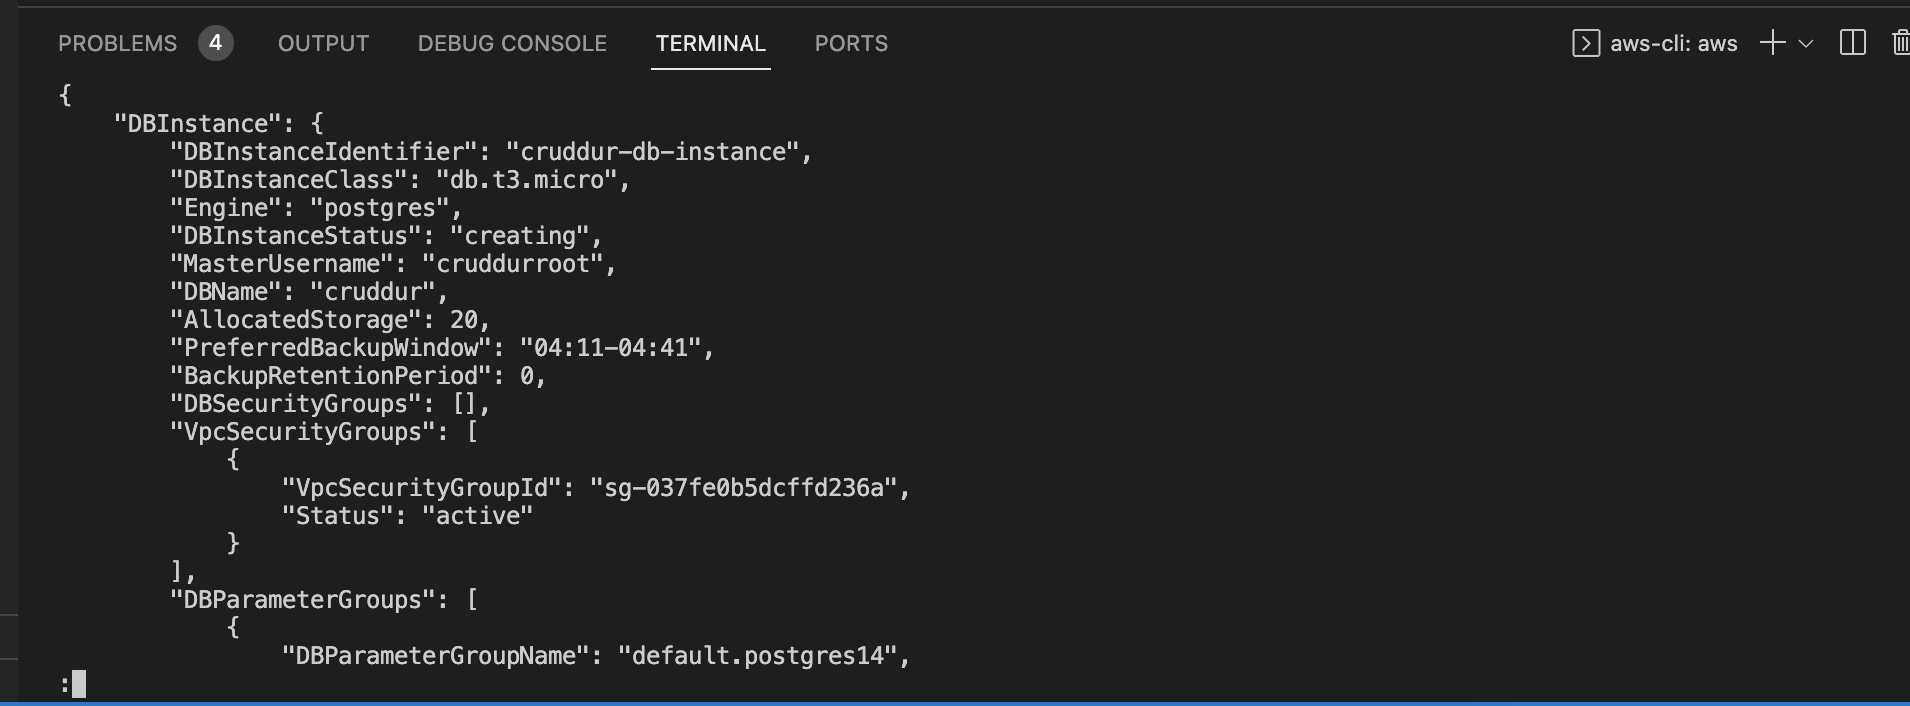 PROBLEMS 4 OUTPUT DEBUG CONSOLE TERMINAL PORTS aws-cli: aws
{
    "DBInstance": {
        "DBInstanceIdentifier": "cruddur-db-instance",
        "DBInstanceClass": "db.t3.micro",
        "Engine": "postgres",
        "DBInstanceStatus": "creating",
        "MasterUsername": "cruddurroot",
        "DBName": "cruddur",
        "AllocatedStorage": 20,
        "PreferredBackupWindow": "04:11-04:41",
        "BackupRetentionPeriod": 0,
        "DBSecurityGroups": [],
        "VpcSecurityGroups": [
            {
                "VpcSecurityGroupId": "sg-037fe0b5dcffd236a",
                "Status": "active"
            }
        ],
        "DBParameterGroups": [
            {
                "DBParameterGroupName": "default.postgres14",
: